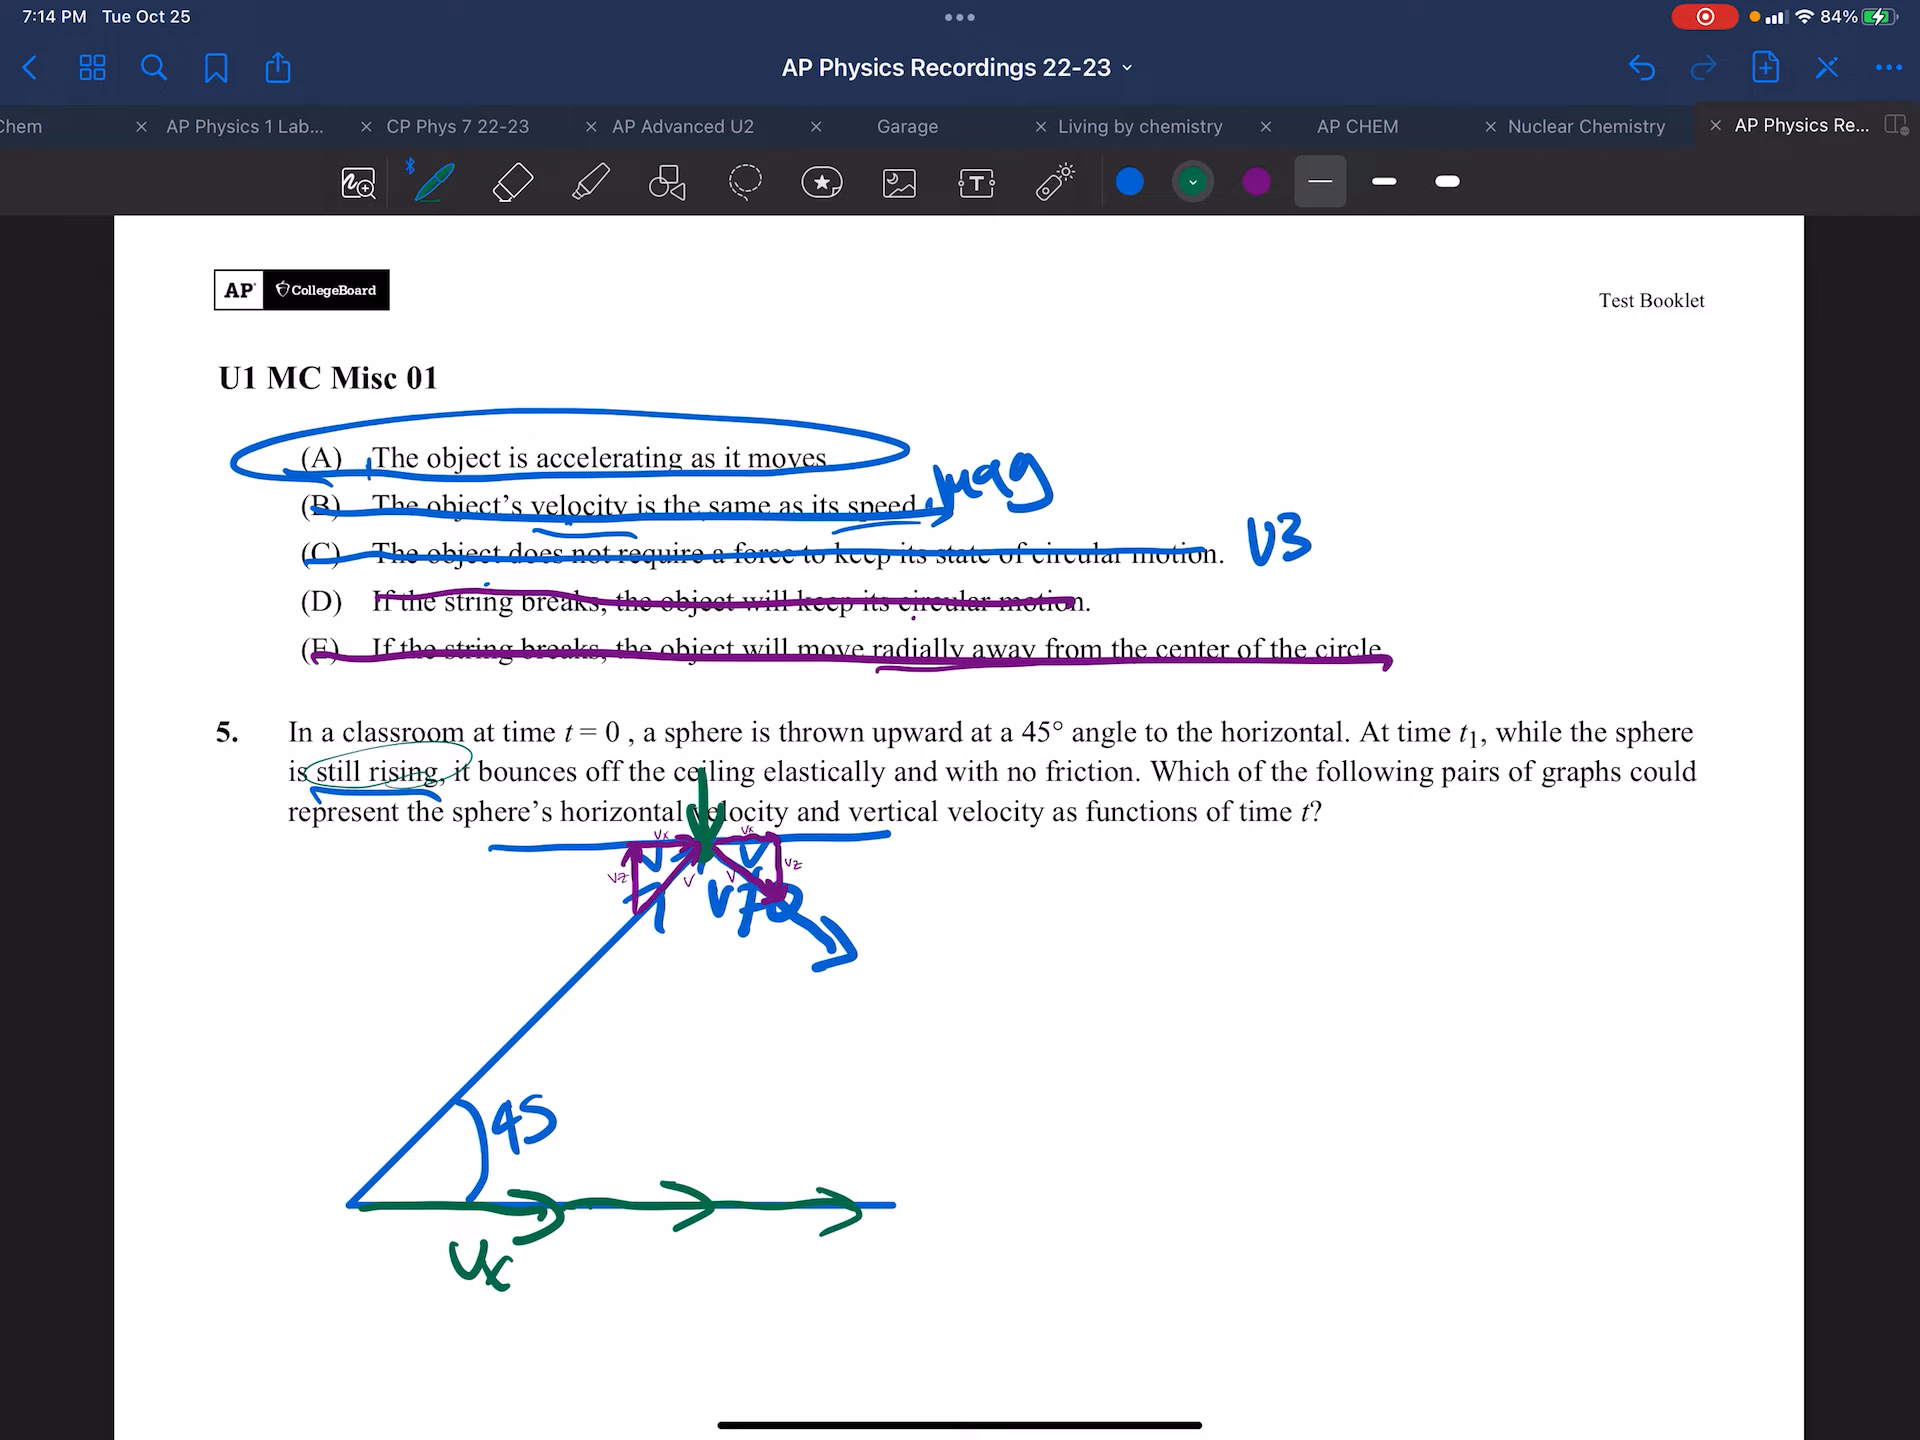 7:14 PM Tue Oct 25
84%
AP Physics Recordings 22-23
Chem
AP Physics 1 Lab...
CP Phys 7 22-23
AP Advanced U2
Garage
Living by chemistry
AP CHEM
Nuclear Chemistry
AP Physics Re...
T
AP CollegeBoard
Test Booklet
U1 MC Misc 01
(A) The object is accelerating as it moves.
(B) The object's velocity is the same as its speed.
mag
(C) The object does not require a force to keep its state of circular motion.
V3
(D) If the string breaks, the object will keep its circular motion.
(E) If the string breaks, the object will move radially away from the center of the circle.
5. In a classroom at time t = 0 , a sphere is thrown upward at a 45° angle to the horizontal. At time t₁, while the sphere
is still rising, it bounces off the ceiling elastically and with no friction. Which of the following pairs of graphs could
represent the sphere's horizontal velocity and vertical velocity as functions of time t?
Vx Vx
Vz V V Vz
45
Vx